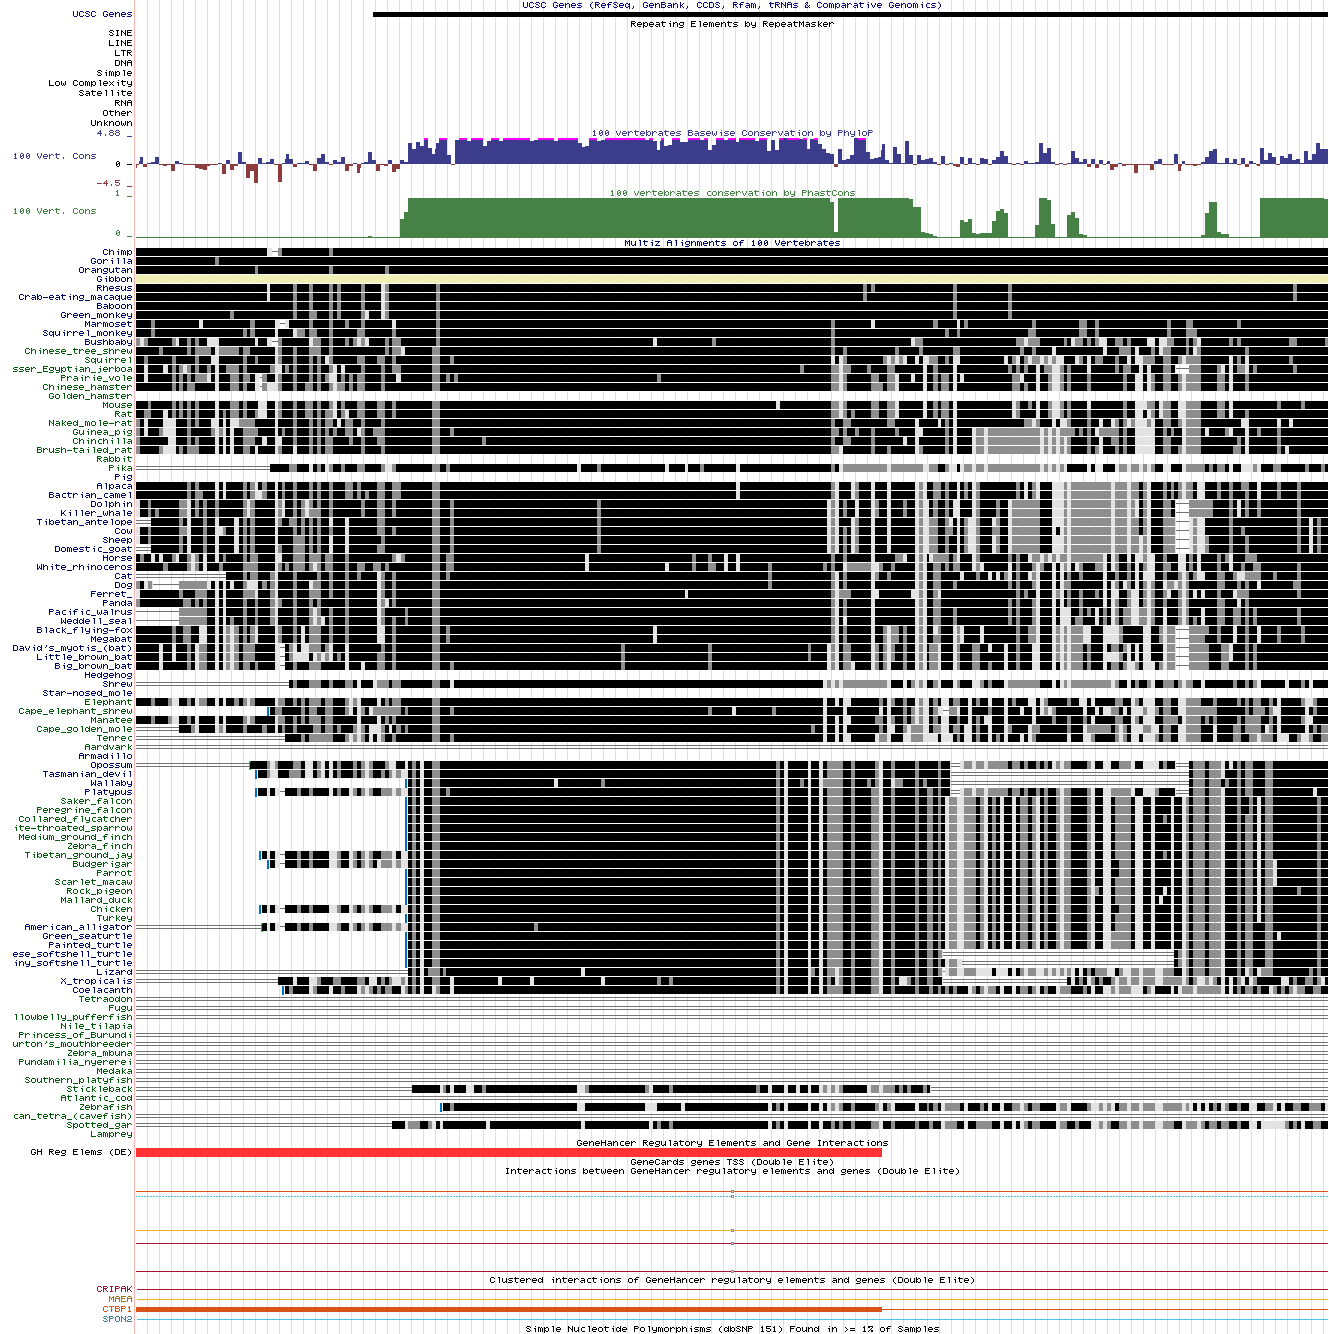 UCSC Genes (RefSeq, GenBank, CCDS, Rfam, tRNAs & Comparative Genomics)
UCSC Genes
Repeating Elements by RepeatMasker
SINE
LINE
LTR
DNA
Simple
Low Complexity
Satellite
RNA
Other
Unknown
4.88 _
100 vertebrates Basewise Conservation by PhyloP
100 Vert. Cons
0 _
-4.5 _
1 _
100 vertebrates conservation by PhastCons
100 Vert. Cons
0 _
Multiz Alignments of 100 Vertebrates
Chimp
Gorilla
Orangutan
Gibbon
Rhesus
Crab-eating_macaque
Baboon
Green_monkey
Marmoset
Squirrel_monkey
Bushbaby
Chinese_tree_shrew
Squirrel
sser_Egyptian_jerboa
Prairie_vole
Chinese_hamster
Golden_hamster
Mouse
Rat
Naked_mole-rat
Guinea_pig
Chinchilla
Brush-tailed_rat
Rabbit
Pika
Pig
Alpaca
Bactrian_camel
Dolphin
Killer_whale
Tibetan_antelope
Cow
Sheep
Domestic_goat
Horse
White_rhinoceros
Cat
Dog
Ferret_
Panda
Pacific_walrus
Weddell_seal
Black_flying-fox
Megabat
David's_myotis_(bat)
Little_brown_bat
Big_brown_bat
Hedgehog
Shrew
Star-nosed_mole
Elephant
Cape_elephant_shrew
Manatee
Cape_golden_mole
Tenrec
Aardvark
Armadillo
Opossum
Tasmanian_devil
Wallaby
Platypus
Saker_falcon
Peregrine_falcon
Collared_flycatcher
ite-throated_sparrow
Medium_ground_finch
Zebra_finch
Tibetan_ground_jay
Budgerigar
Parrot
Scarlet_macaw
Rock_pigeon
Mallard_duck
Chicken
Turkey
American_alligator
Green_seaturtle
Painted_turtle
ese_softshell_turtle
iny_softshell_turtle
Lizard
X_tropicalis
Coelacanth
Tetraodon
Fugu
llowbelly_pufferfish
Nile_tilapia
Princess_of_Burundi
urton's_mouthbreeder
Zebra_mbuna
Pundamilia_nyererei
Medaka
Southern_platyfish
Stickleback
Atlantic_cod
Zebrafish
can_tetra_(cavefish)
Spotted_gar
Lamprey
GeneHancer Regulatory Elements and Gene Interactions
GH Reg Elems (DE)
GeneCards genes TSS (Double Elite)
Interactions between GeneHancer regulatory elements and genes (Double Elite)
Clustered interactions of GeneHancer regulatory elements and genes (Double Elite)
CRIPAK
MAEA
CTBP1
SPON2
Simple Nucleotide Polymorphisms (dbSNP 151) Found in >= 1% of Samples